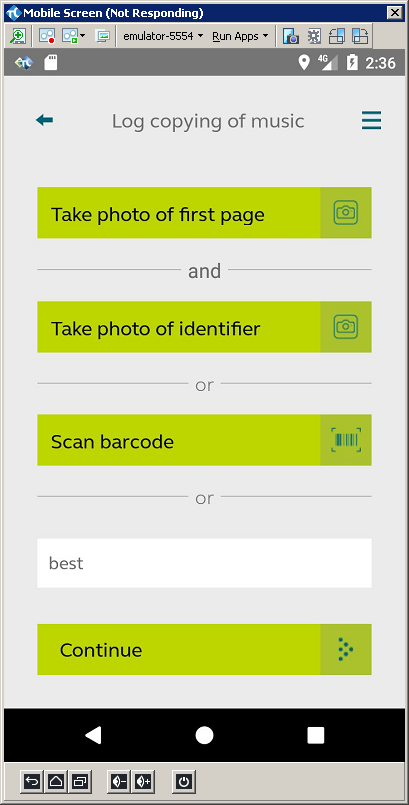 Mobile Screen (Not Responding)
emulator-5554 Run Apps
4G 2:36
Log copying of music
Take photo of first page
and
Take photo of identifier
or
Scan barcode
or
best
Continue